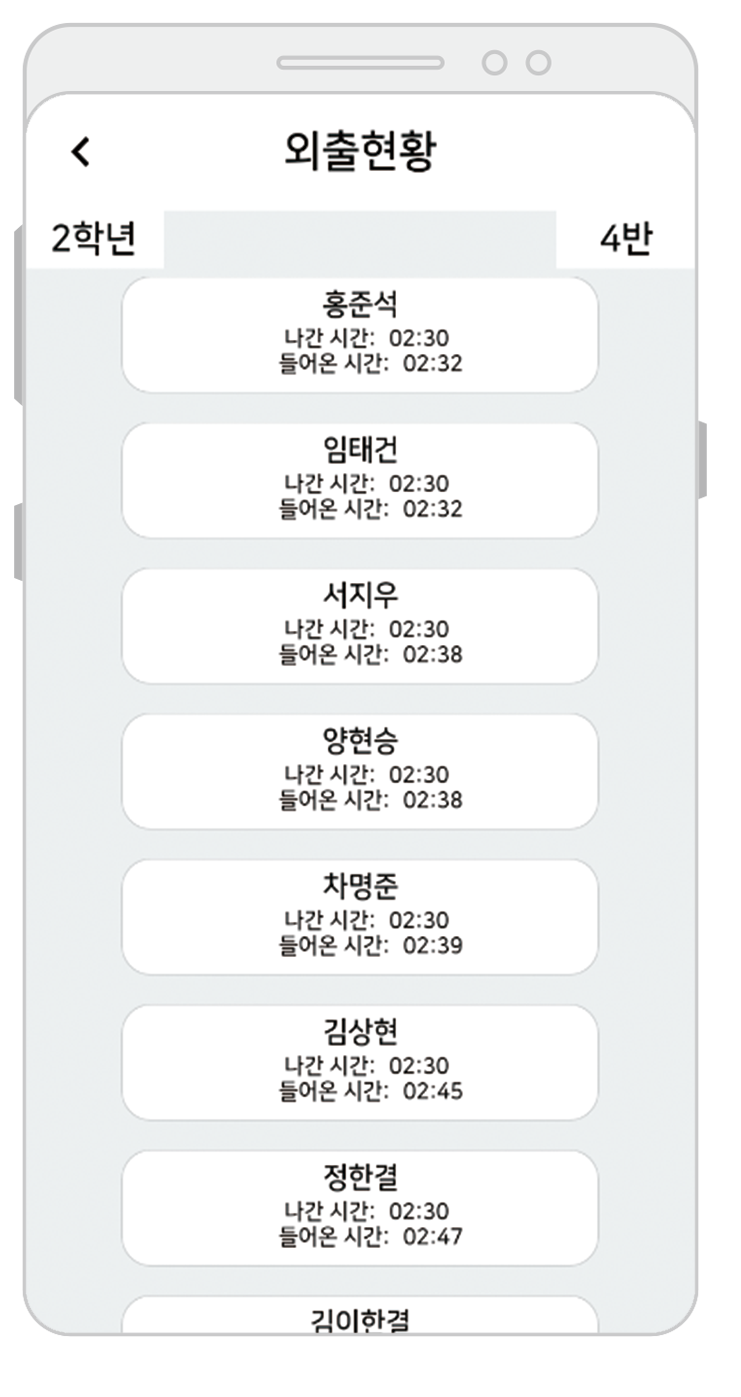 외출현황
2학년 4반
홍준석
나간 시간: 02:30
들어온 시간: 02:32
임태건
나간 시간: 02:30
들어온 시간: 02:32
서지우
나간 시간: 02:30
들어온 시간: 02:38
양현승
나간 시간: 02:30
들어온 시간: 02:38
차명준
나간 시간: 02:30
들어온 시간: 02:39
김상현
나간 시간: 02:30
들어온 시간: 02:45
정한결
나간 시간: 02:30
들어온 시간: 02:47
김이한결